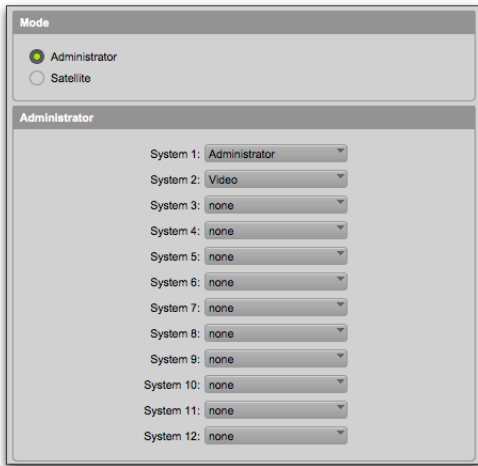 Mode
Administrator
Satellite
Administrator
System 1: Administrator
System 2: Video
System 3: none
System 4: none
System 5: none
System 6: none
System 7: none
System 8: none
System 9: none
System 10: none
System 11: none
System 12: none